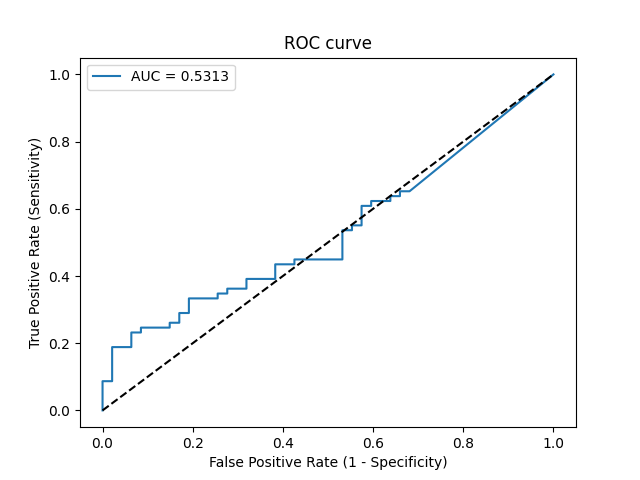 ROC curve
AUC = 0.5313
True Positive Rate (Sensitivity)
1.0
0.8
0.6
0.4
0.2
0.0
0.0 0.2 0.4 0.6 0.8 1.0
False Positive Rate (1 - Specificity)